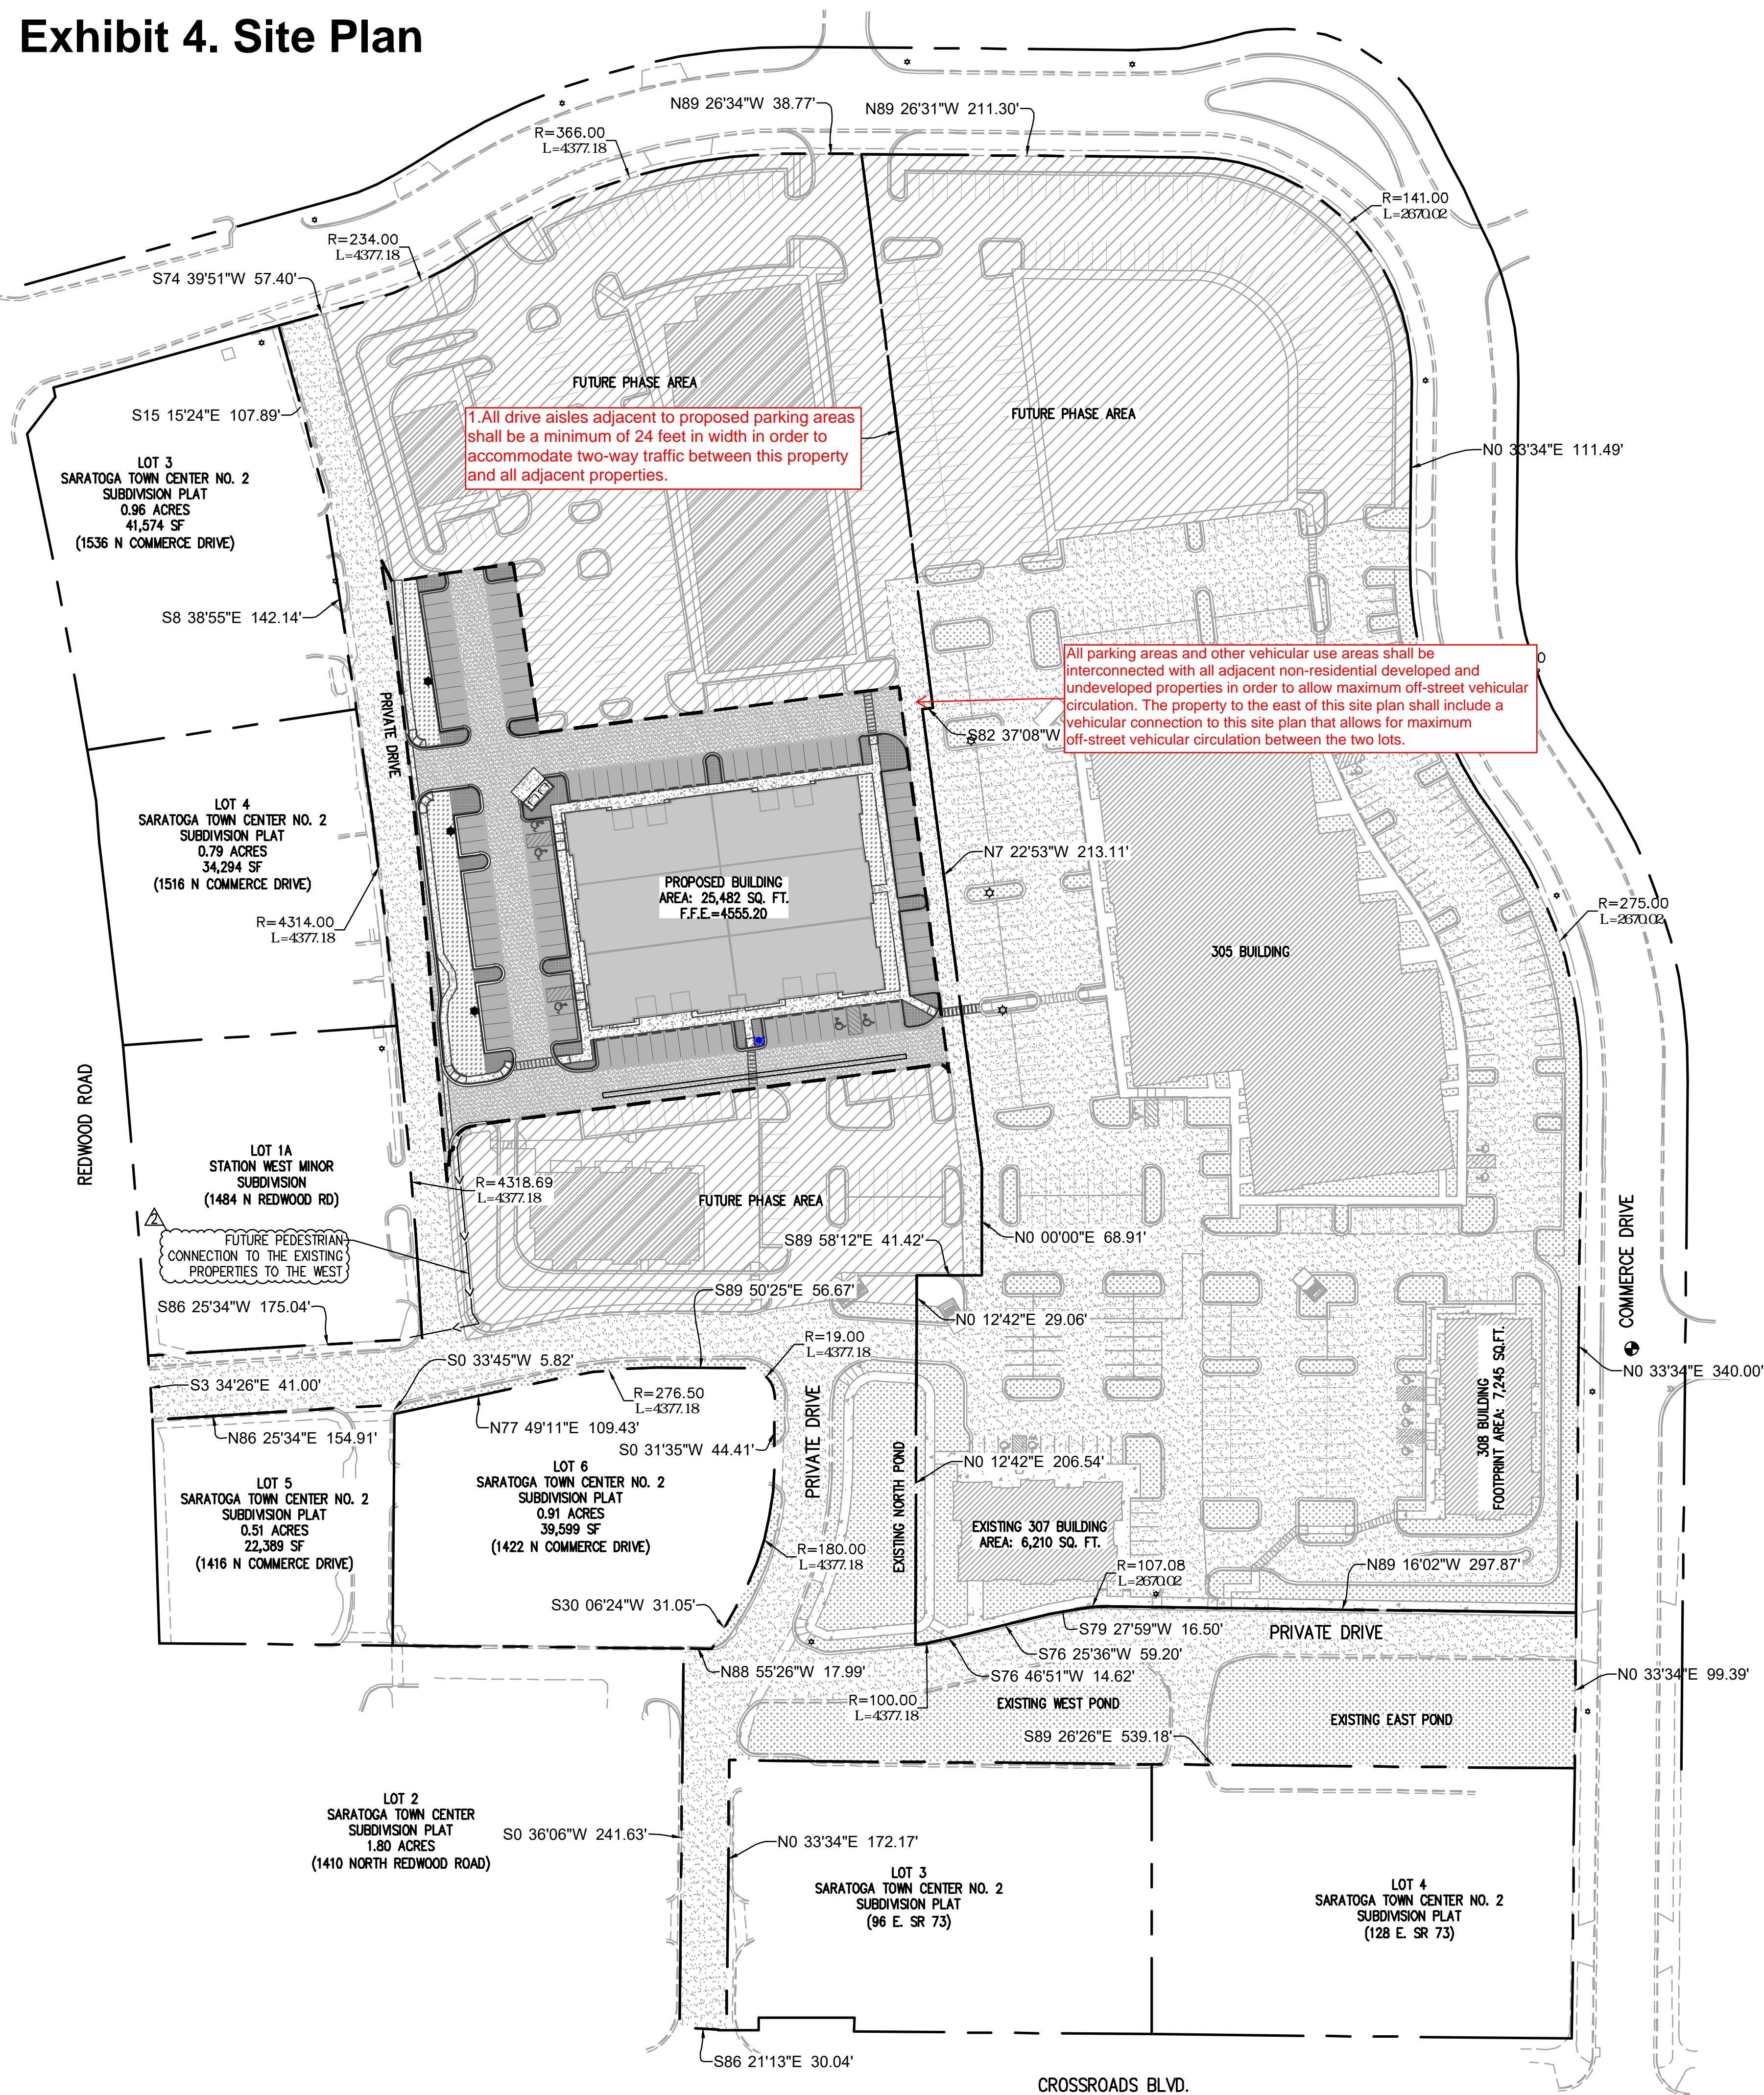 Exhibit 4. Site Plan
N89 26'34"W 38.77'
N89 26'31"W 211.30'
R=366.00
L=4377.18
R=141.00
L=2670.02
R=234.00
L=4377.18
S74 39'51"W 57.40'
FUTURE PHASE AREA
FUTURE PHASE AREA
S15 15'24"E 107.89'
1.All drive aisles adjacent to proposed parking areas
shall be a minimum of 24 feet in width in order to
accommodate two-way traffic between this property
and all adjacent properties.
N0 33'34"E 111.49'
LOT 3
SARATOGA TOWN CENTER NO. 2
SUBDIVISION PLAT
0.96 ACRES
41,574 SF
(1536 N COMMERCE DRIVE)
S8 38'55"E 142.14'
All parking areas and other vehicular use areas shall be
interconnected with all adjacent non-residential developed and
undeveloped properties in order to allow maximum off-street vehicular
circulation. The property to the east of this site plan shall include a
vehicular connection to this site plan that allows for maximum
off-street vehicular circulation between the two lots.
0
PRIVATE DRIVE
S82 37'08"W
LOT 4
SARATOGA TOWN CENTER NO. 2
SUBDIVISION PLAT
0.79 ACRES
34,294 SF
(1516 N COMMERCE DRIVE)
N7 22'53"W 213.11'
PROPOSED BUILDING
AREA: 25,482 SQ. FT.
F.F.E.=4555.20
R=4314.00
L=4377.18
R=275.00
L=2670.02
305 BUILDING
REDWOOD ROAD
LOT 1A
STATION WEST MINOR
SUBDIVISION
(1484 N REDWOOD RD)
R=4318.69
L=4377.18
FUTURE PHASE AREA
2
FUTURE PEDESTRIAN
CONNECTION TO THE EXISTING
PROPERTIES TO THE WEST
S89 58'12"E 41.42'
N0 00'00"E 68.91'
COMMERCE DRIVE
S89 50'25"E 56.67'
S86 25'34"W 175.04'
N0 12'42"E 29.06'
R=19.00
L=4377.18
S0 33'45"W 5.82'
N0 33'34"E 340.00'
S3 34'26"E 41.00'
R=276.50
L=4377.18
308 BUILDING
FOOTPRINT AREA: 7,245 SQ.FT.
PRIVATE DRIVE
N77 49'11"E 109.43'
N86 25'34"E 154.91'
S0 31'35"W 44.41'
EXISTING NORTH POND
N0 12'42"E 206.54'
LOT 5
SARATOGA TOWN CENTER NO. 2
SUBDIVISION PLAT
0.51 ACRES
22,389 SF
(1416 N COMMERCE DRIVE)
LOT 6
SARATOGA TOWN CENTER NO. 2
SUBDIVISION PLAT
0.91 ACRES
39,599 SF
(1422 N COMMERCE DRIVE)
EXISTING 307 BUILDING
AREA: 6,210 SQ. FT.
R=180.00
L=4377.18
R=107.08
L=2670.02
N89 16'02"W 297.87'
S30 06'24"W 31.05'
S79 27'59"W 16.50'
PRIVATE DRIVE
S76 25'36"W 59.20'
N88 55'26"W 17.99'
S76 46'51"W 14.62'
N0 33'34"E 99.39'
R=100.00
L=4377.18
EXISTING WEST POND
EXISTING EAST POND
S89 26'26"E 539.18'
LOT 2
SARATOGA TOWN CENTER
SUBDIVISION PLAT
1.80 ACRES
(1410 NORTH REDWOOD ROAD)
S0 36'06"W 241.63'
N0 33'34"E 172.17'
LOT 3
SARATOGA TOWN CENTER NO. 2
SUBDIVISION PLAT
(96 E. SR 73)
LOT 4
SARATOGA TOWN CENTER NO. 2
SUBDIVISION PLAT
(128 E. SR 73)
S86 21'13"E 30.04'
CROSSROADS BLVD.